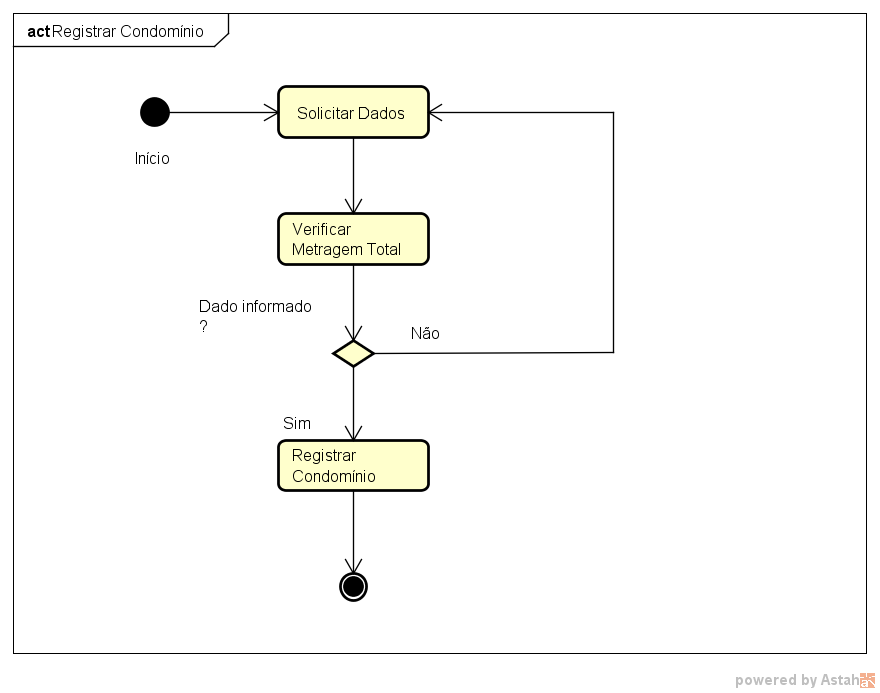 act Registrar Condomínio
Solicitar Dados
Início
Verificar
Metragem Total
Dado informado
?
Não
Sim
Registrar
Condomínio
powered by Astah